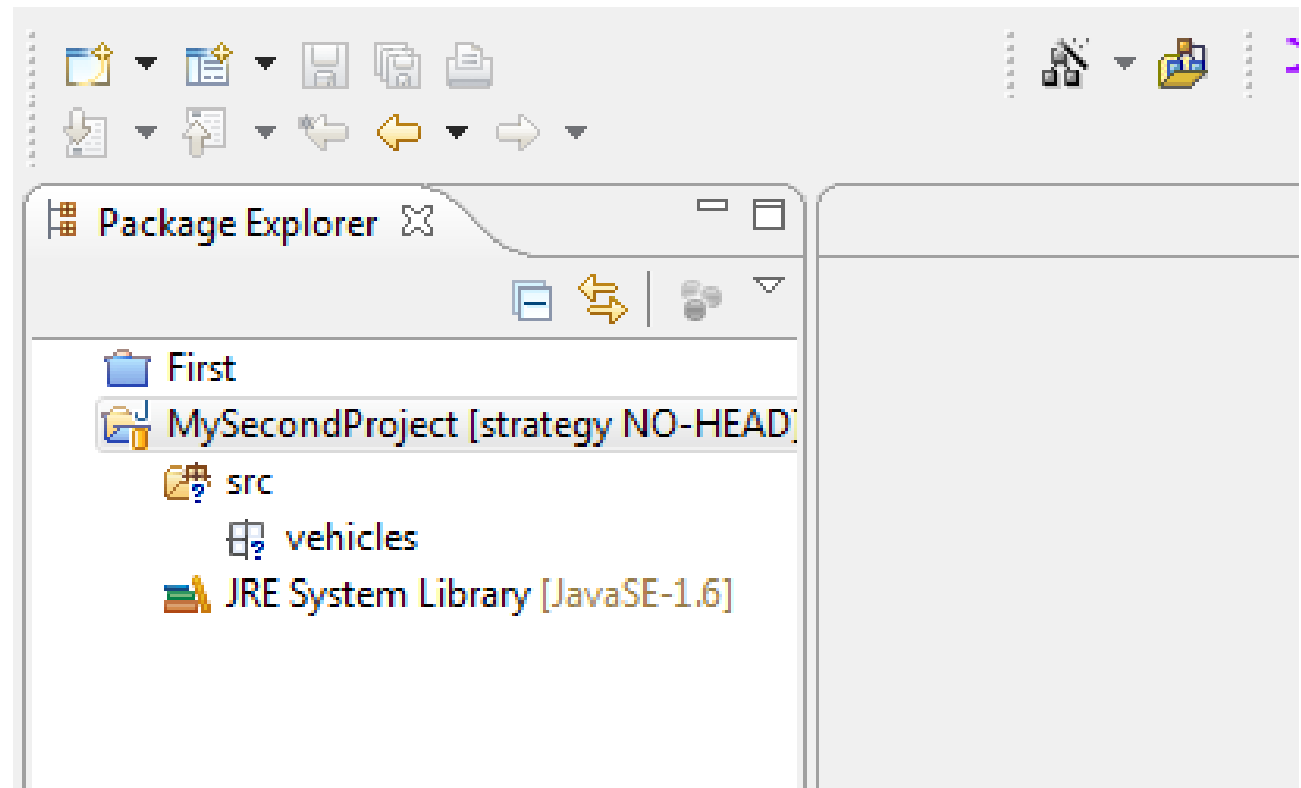 Package Explorer
First
MySecondProject [strategy NO-HEAD]
src
vehicles
JRE System Library [JavaSE-1.6]